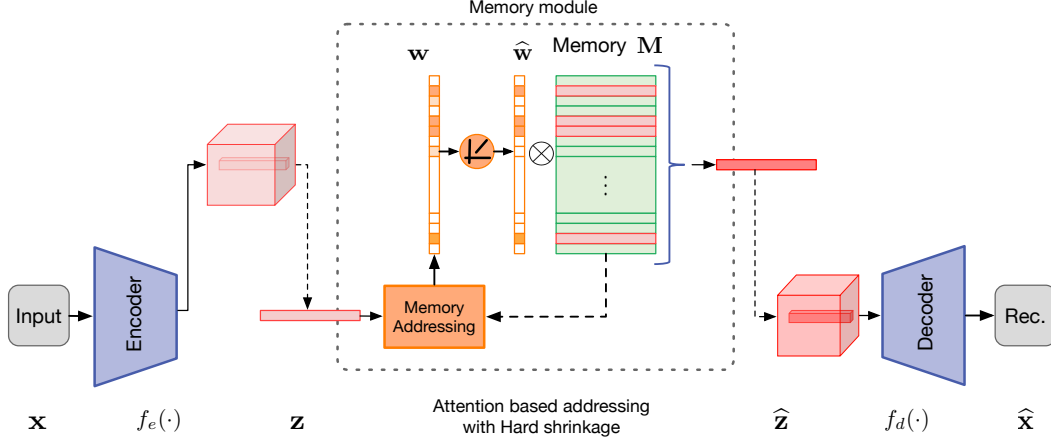 Memory module
w
ŵ
Memory M
⊗
⋮
Input
Encoder
Memory
Addressing
Decoder
Rec.
x
f_e(·)
z
Attention based addressing
with Hard shrinkage
ẑ
f_d(·)
x̂